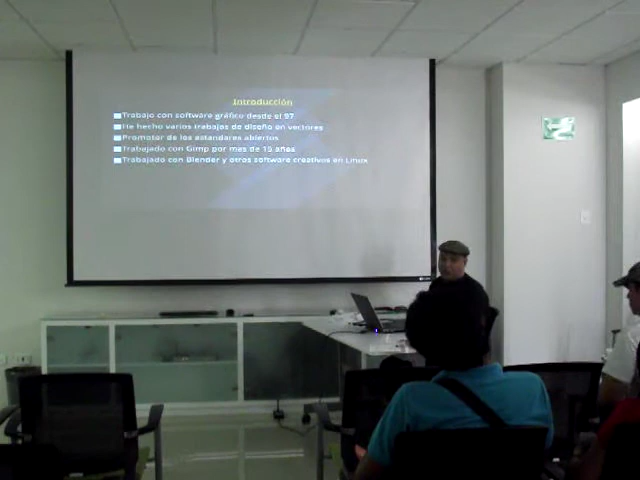 Introducción
Trabajo con software gráfico desde el 97
He hecho varios trabajos de diseño en vectores
Promotor de los estandares abiertos
Trabajado con Gimp por mas de 15 años
Trabajado con Blender y otros software creativos en Linux